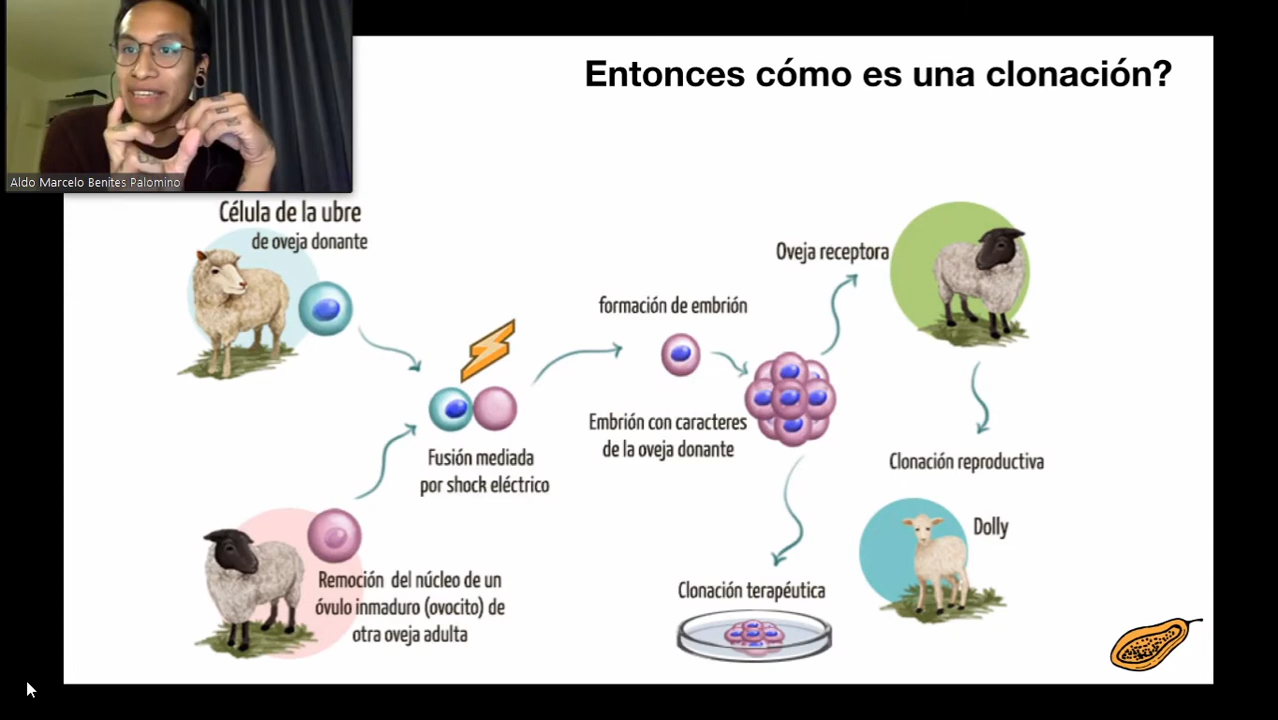 Entonces cómo es una clonación?
Aldo Marcelo Benites Palomino
Célula de la ubre
de oveja donante
Oveja receptora
formación de embrión
Embrión con caracteres
de la oveja donante
Fusión mediada
por shock eléctrico
Clonación reproductiva
Dolly
Remoción del núcleo de un
óvulo inmaduro (ovocito) de
otra oveja adulta
Clonación terapéutica